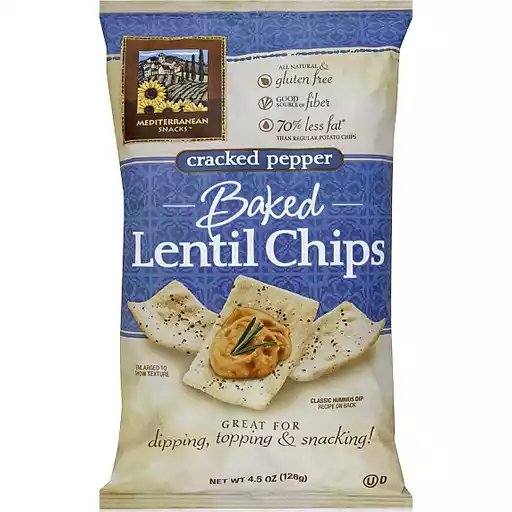 MEDITERRANEAN
SNACKS™
ALL NATURAL &
gluten free
GOOD
SOURCE of fiber
70% less fat*
THAN REGULAR POTATO CHIPS
cracked pepper
Baked
Lentil Chips
ENLARGED TO
SHOW TEXTURE
CLASSIC HUMMUS DIP
RECIPE ON BACK
GREAT FOR
dipping, topping & snacking!
NET WT 4.5 OZ (128g)
U D